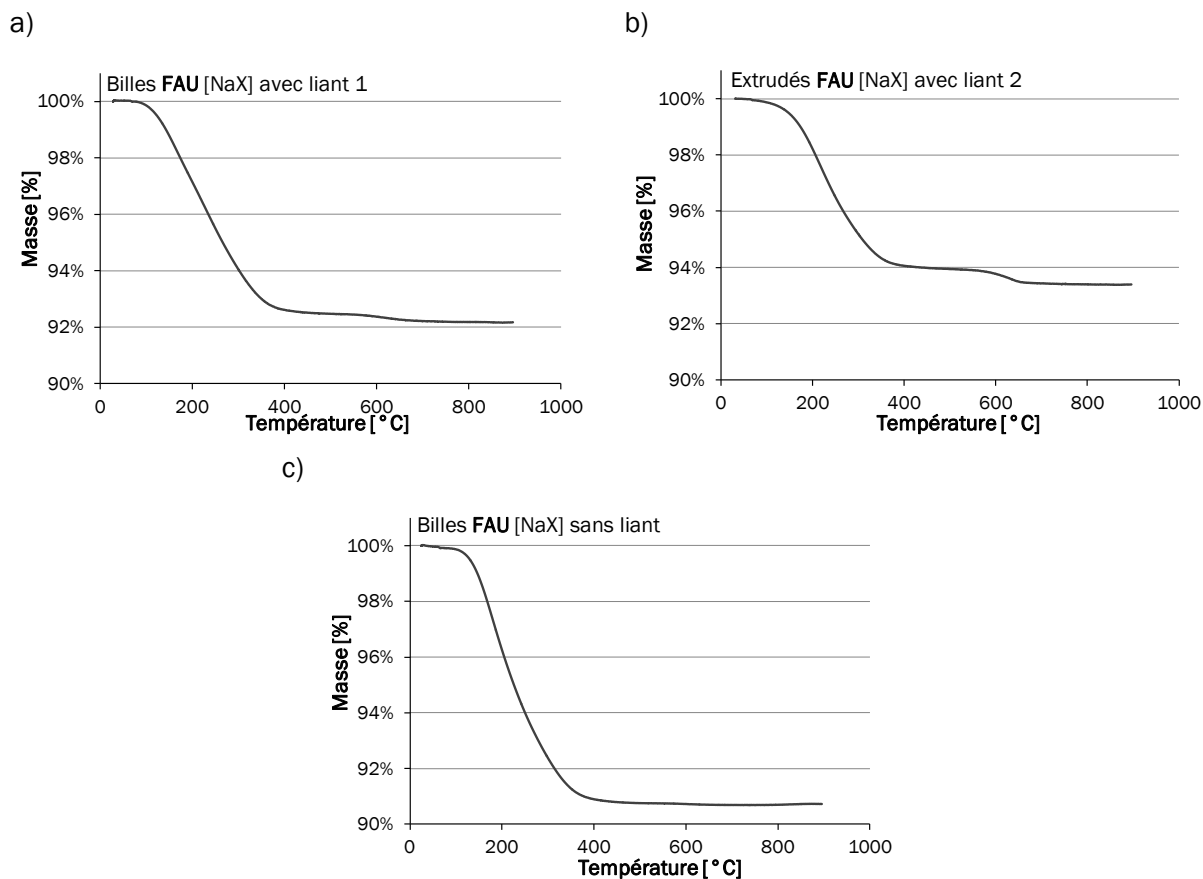 a)
Billes FAU [NaX] avec liant 1
100%
98%
96%
94%
92%
90%
Masse [%]
0 200 400 600 800 1000
Température [°C]
b)
Extrudés FAU [NaX] avec liant 2
100%
98%
96%
94%
92%
90%
Masse [%]
0 200 400 600 800 1000
Température [°C]
c)
Billes FAU [NaX] sans liant
100%
98%
96%
94%
92%
90%
Masse [%]
0 200 400 600 800 1000
Température [°C]